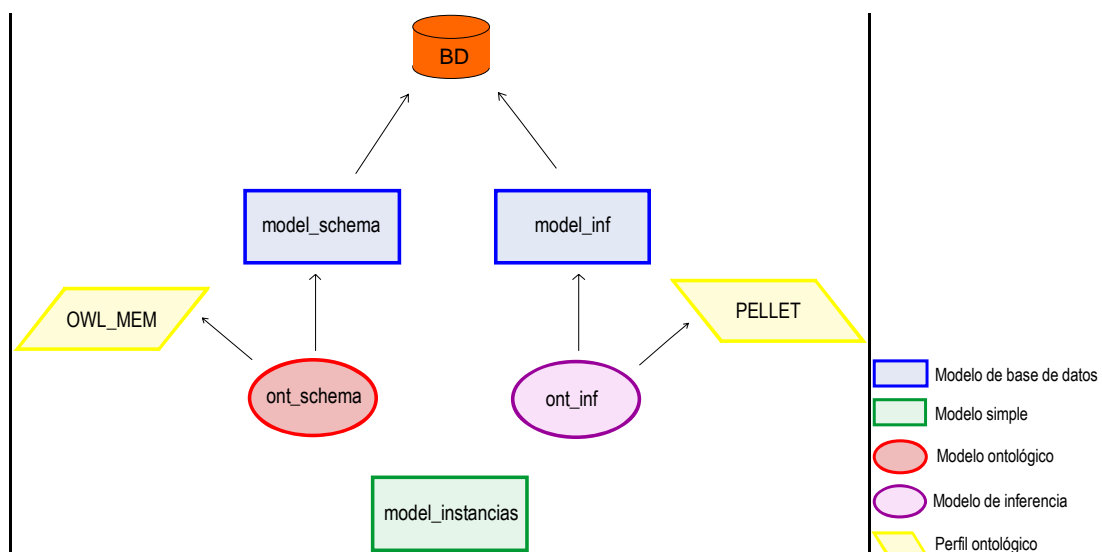 BD
model_schema
model_inf
OWL_MEM
PELLET
ont_schema
ont_inf
model_instancias
Modelo de base de datos
Modelo simple
Modelo ontológico
Modelo de inferencia
Perfil ontológico